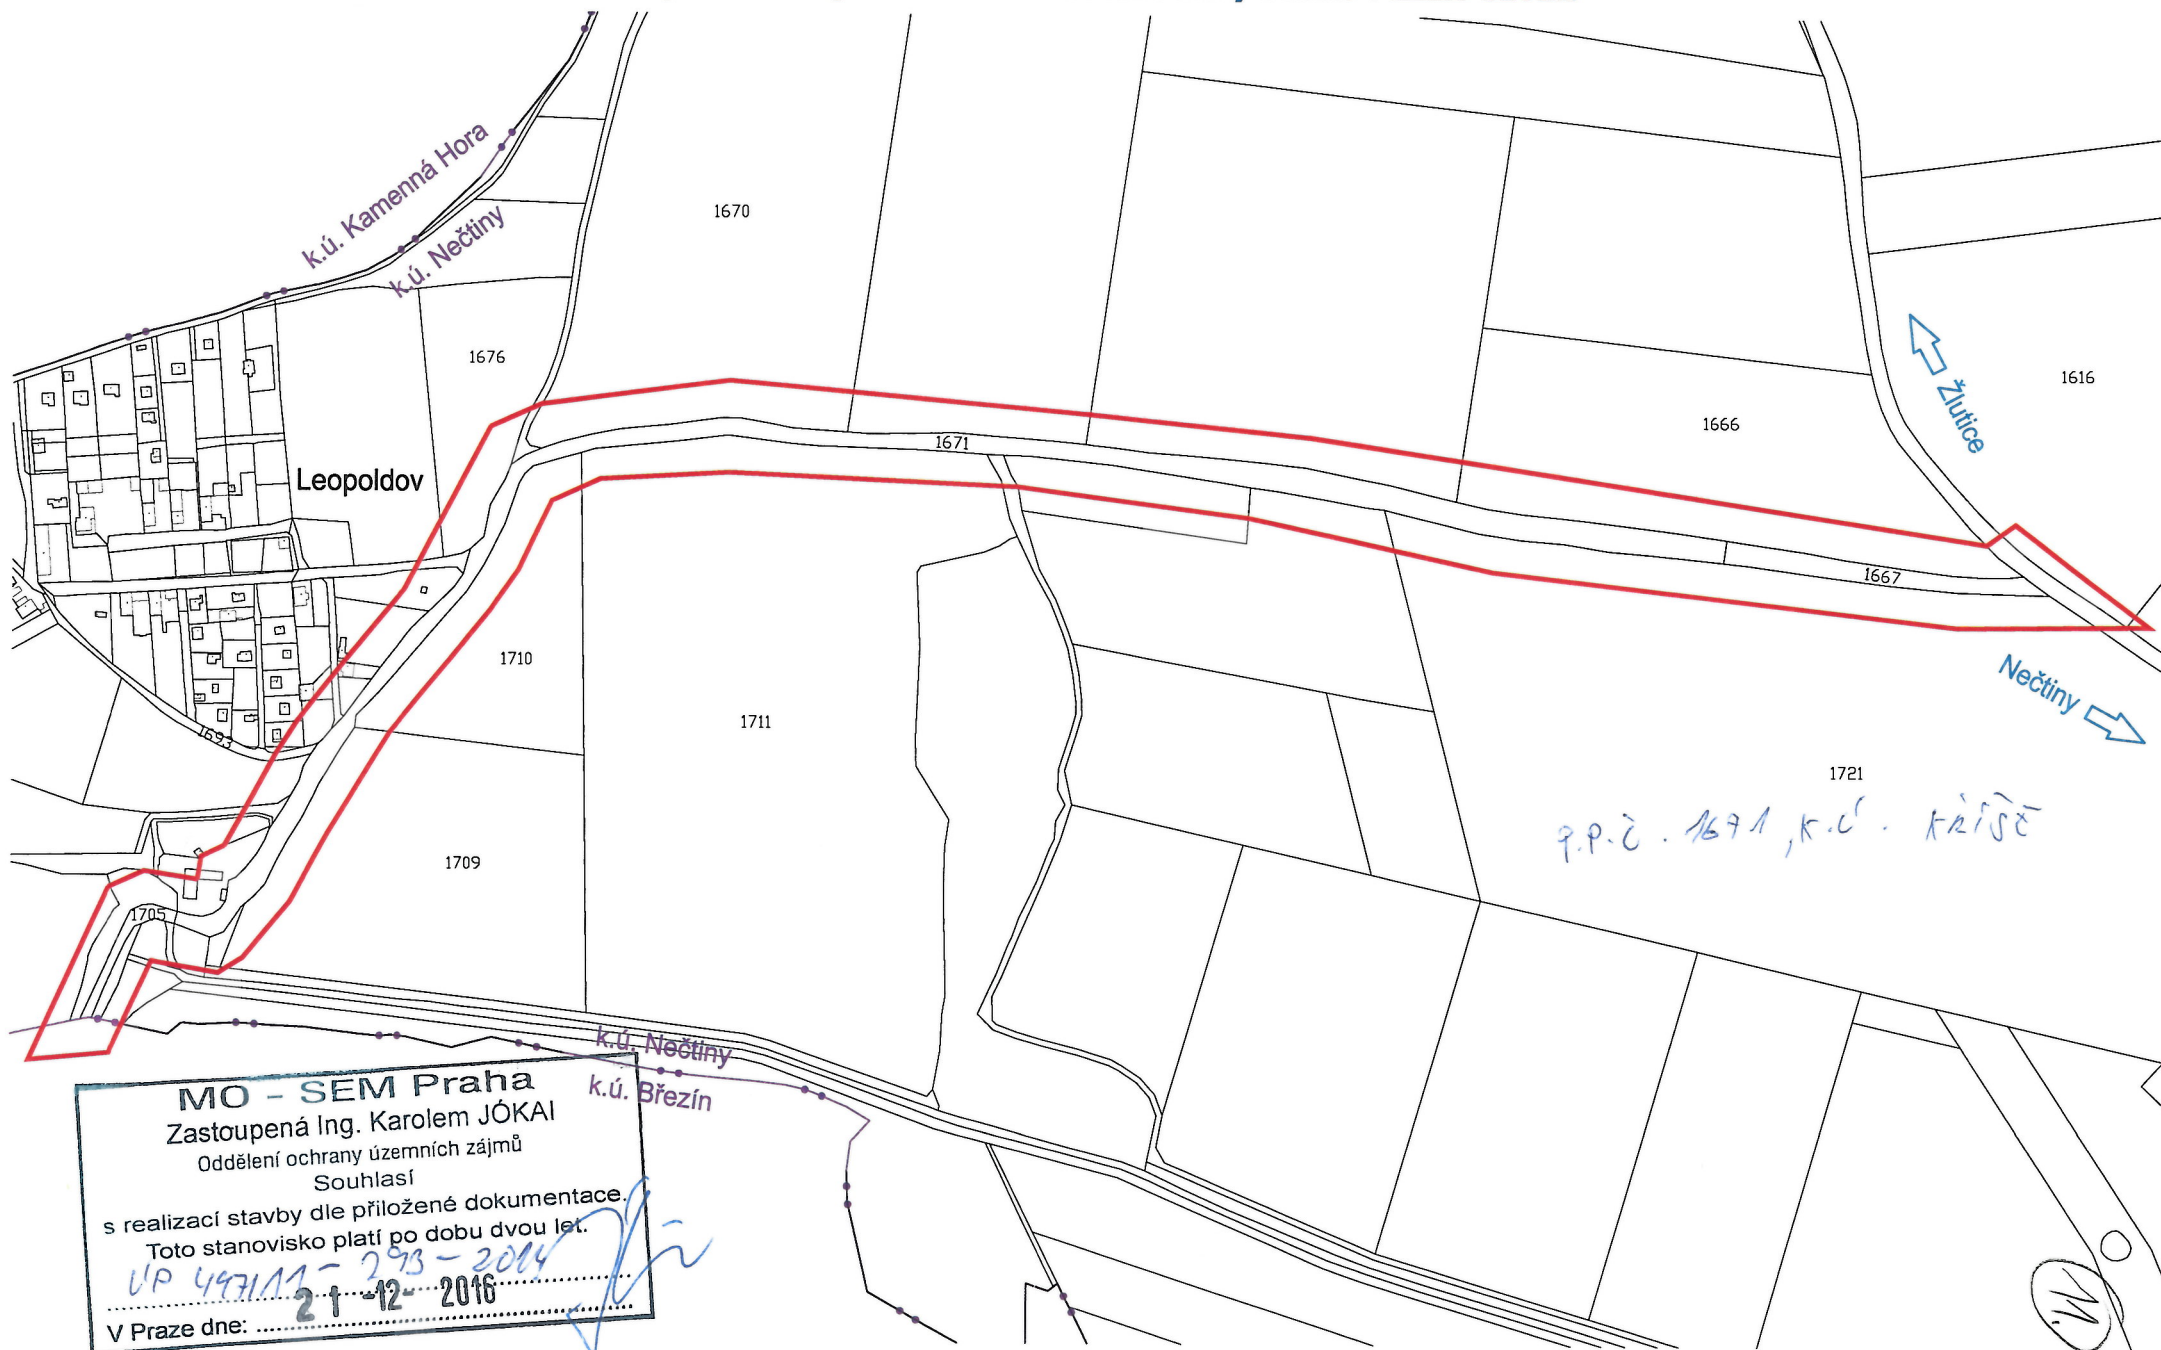 k.ú. Kamenná Hora
k.ú. Nečtiny
1670
1676
1616
Žlutice
1666
1671
Leopoldov
1667
1710
Nečtiny
1711
1693
1721
p.p.č. 1671, k.ú.
1709
1705
k.ú. Nečtiny
k.ú. Březín
MO - SEM Praha
Zastoupená Ing. Karolem JÓKAI
Oddělení ochrany územních zájmů
Souhlasí
s realizací stavby dle přiložené dokumentace.
Toto stanovisko platí po dobu dvou let.
21 -12- 2016
V Praze dne: